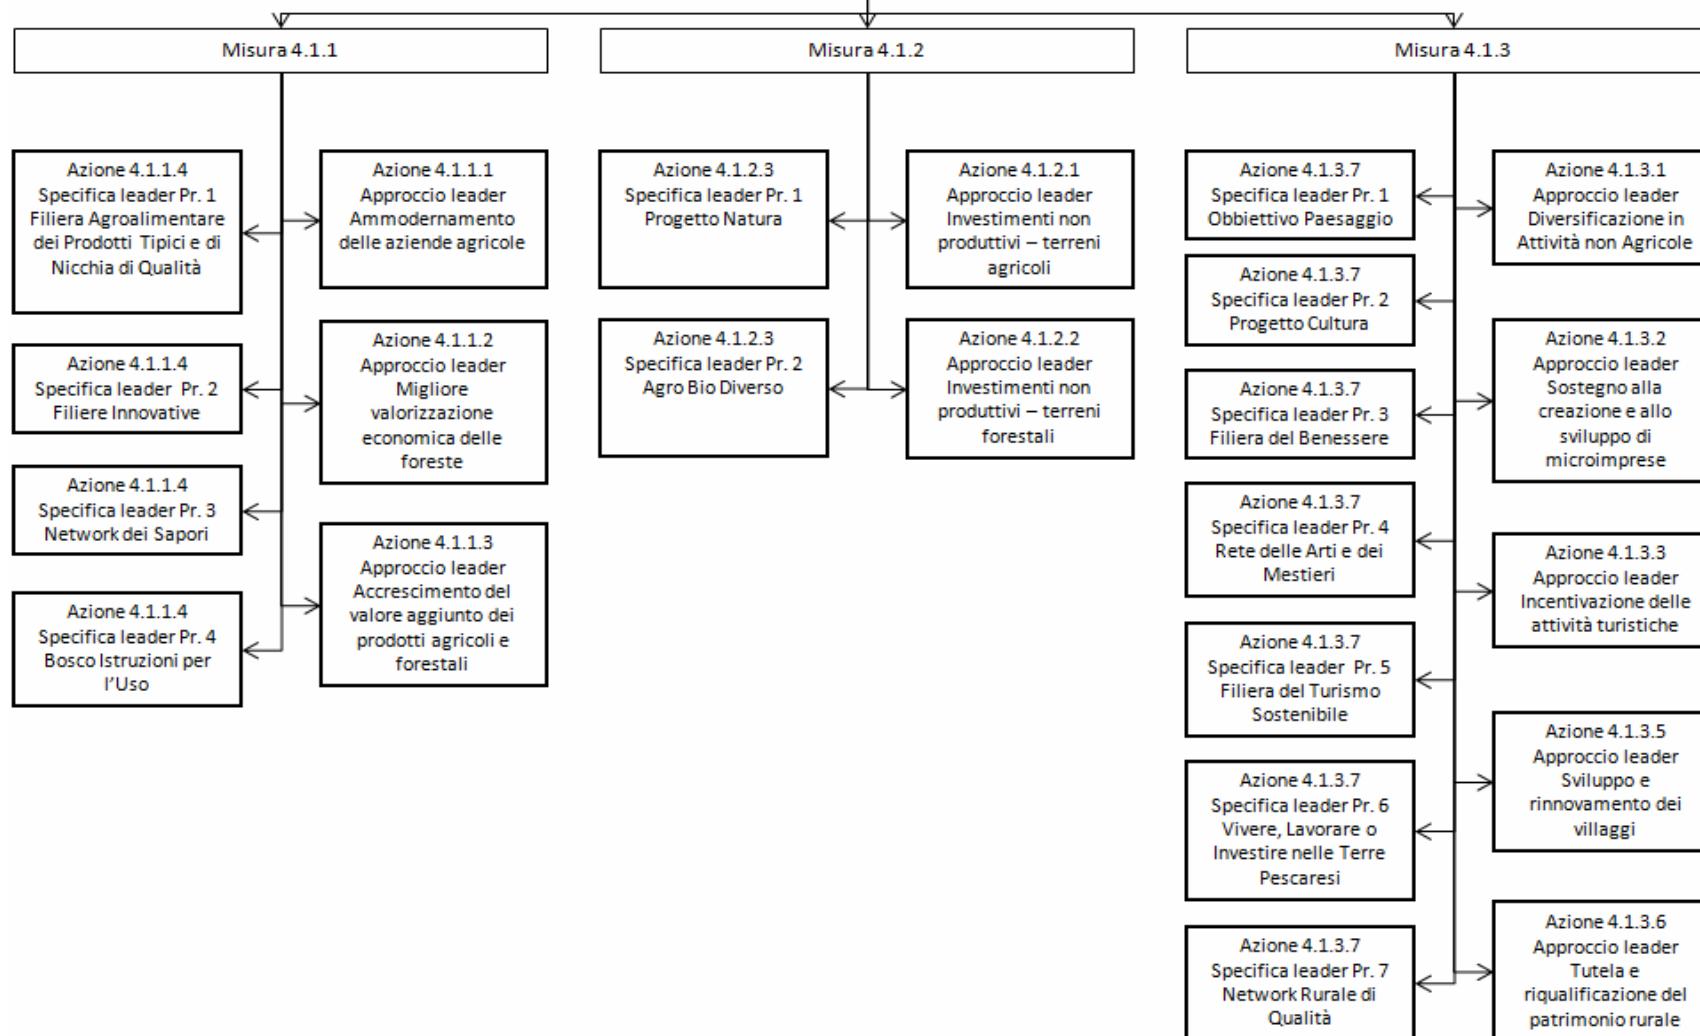 Misura 4.1.1
Azione 4.1.1.4
Specifica leader Pr. 1
Filiera Agroalimentare
dei Prodotti Tipici e di
Nicchia di Qualità
Azione 4.1.1.4
Specifica leader  Pr. 2
Filiere Innovative
Azione 4.1.1.4
Specifica leader Pr. 3
Network dei Sapori
Azione 4.1.1.4
Specifica leader Pr. 4
Bosco Istruzioni per
l’Uso
Azione 4.1.1.1
Approccio leader
Ammodernamento
delle aziende agricole
Azione 4.1.1.2
Approccio leader
Migliore
valorizzazione
economica delle
foreste
Azione 4.1.1.3
Approccio leader
Accrescimento del
valore aggiunto dei
prodotti agricoli e
forestali
Misura 4.1.2
Azione 4.1.2.3
Specifica leader Pr. 1
Progetto Natura
Azione 4.1.2.3
Specifica leader Pr. 2
Agro Bio Diverso
Azione 4.1.2.1
Approccio leader
Investimenti non
produttivi – terreni
agricoli
Azione 4.1.2.2
Approccio leader
Investimenti non
produttivi – terreni
forestali
Misura 4.1.3
Azione 4.1.3.7
Specifica leader Pr. 1
Obbiettivo Paesaggio
Azione 4.1.3.7
Specifica leader Pr. 2
Progetto Cultura
Azione 4.1.3.7
Specifica leader Pr. 3
Filiera del Benessere
Azione 4.1.3.7
Specifica leader Pr. 4
Rete delle Arti e dei
Mestieri
Azione 4.1.3.7
Specifica leader  Pr. 5
Filiera del Turismo
Sostenibile
Azione 4.1.3.7
Specifica leader Pr. 6
Vivere, Lavorare o
Investire nelle Terre
Pescaresi
Azione 4.1.3.7
Specifica leader Pr. 7
Network Rurale di
Qualità
Azione 4.1.3.1
Approccio leader
Diversificazione in
Attività non Agricole
Azione 4.1.3.2
Approccio leader
Sostegno alla
creazione e allo
sviluppo di
microimprese
Azione 4.1.3.3
Approccio leader
Incentivazione delle
attività turistiche
Azione 4.1.3.5
Approccio leader
Sviluppo e
rinnovamento dei
villaggi
Azione 4.1.3.6
Approccio leader
Tutela e
riqualificazione del
patrimonio rurale